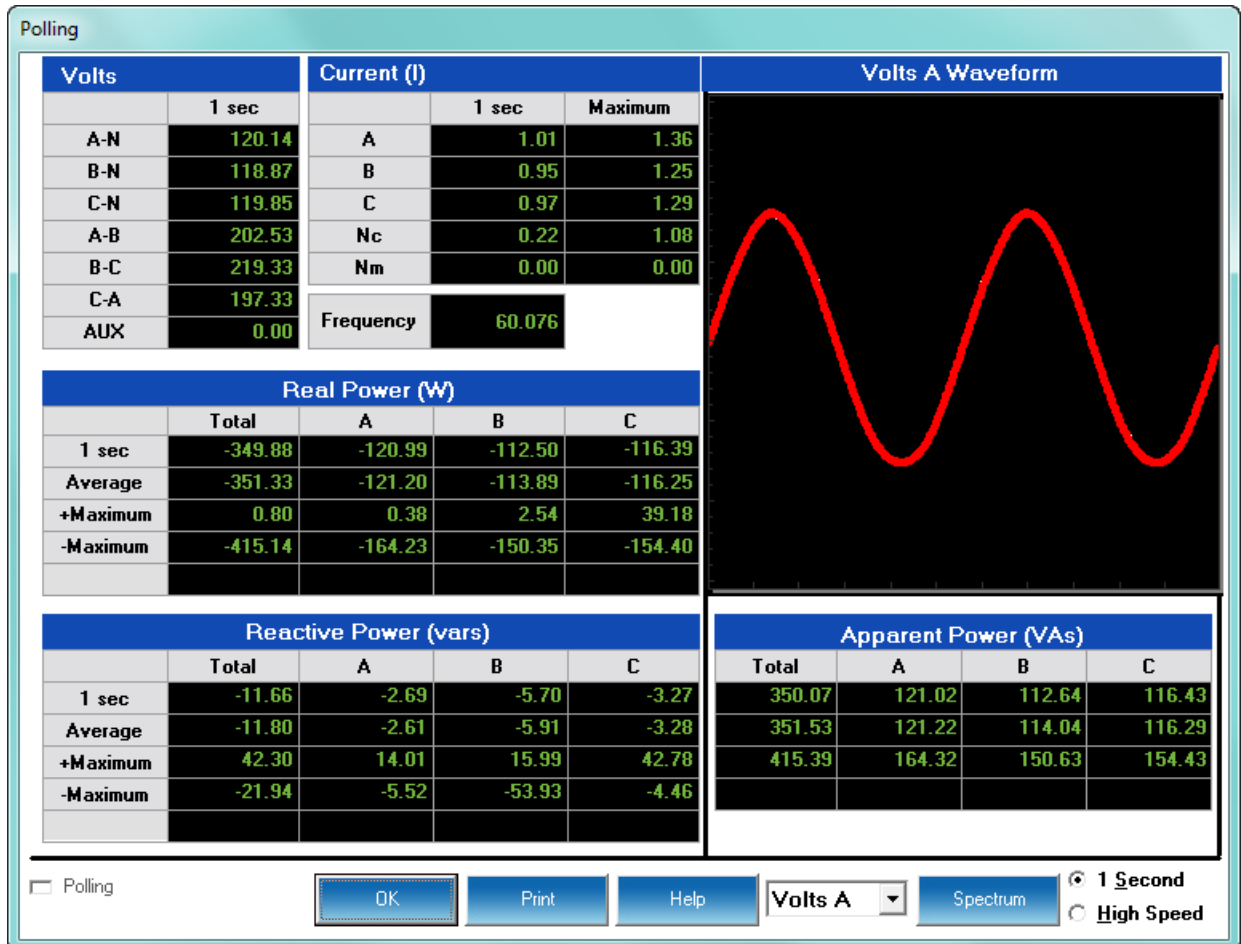 Polling
Volts
1 sec
A-N 120.14
B-N 118.87
C-N 119.85
A-B 202.53
B-C 219.33
C-A 197.33
AUX 0.00
Current (I)
1 sec Maximum
A 1.01 1.36
B 0.95 1.25
C 0.97 1.29
Nc 0.22 1.08
Nm 0.00 0.00
Frequency 60.076
Volts A Waveform
Real Power (W)
Total A B C
1 sec -349.88 -120.99 -112.50 -116.39
Average -351.33 -121.20 -113.89 -116.25
+Maximum 0.80 0.38 2.54 39.18
-Maximum -415.14 -164.23 -150.35 -154.40
Reactive Power (vars)
Total A B C
1 sec -11.66 -2.69 -5.70 -3.27
Average -11.80 -2.61 -5.91 -3.28
+Maximum 42.30 14.01 15.99 42.78
-Maximum -21.94 -5.52 -53.93 -4.46
Apparent Power (VAs)
Total A B C
350.07 121.02 112.64 116.43
351.53 121.22 114.04 116.29
415.39 164.32 150.63 154.43
Polling
OK
Print
Help
Volts A
Spectrum
1 Second
High Speed